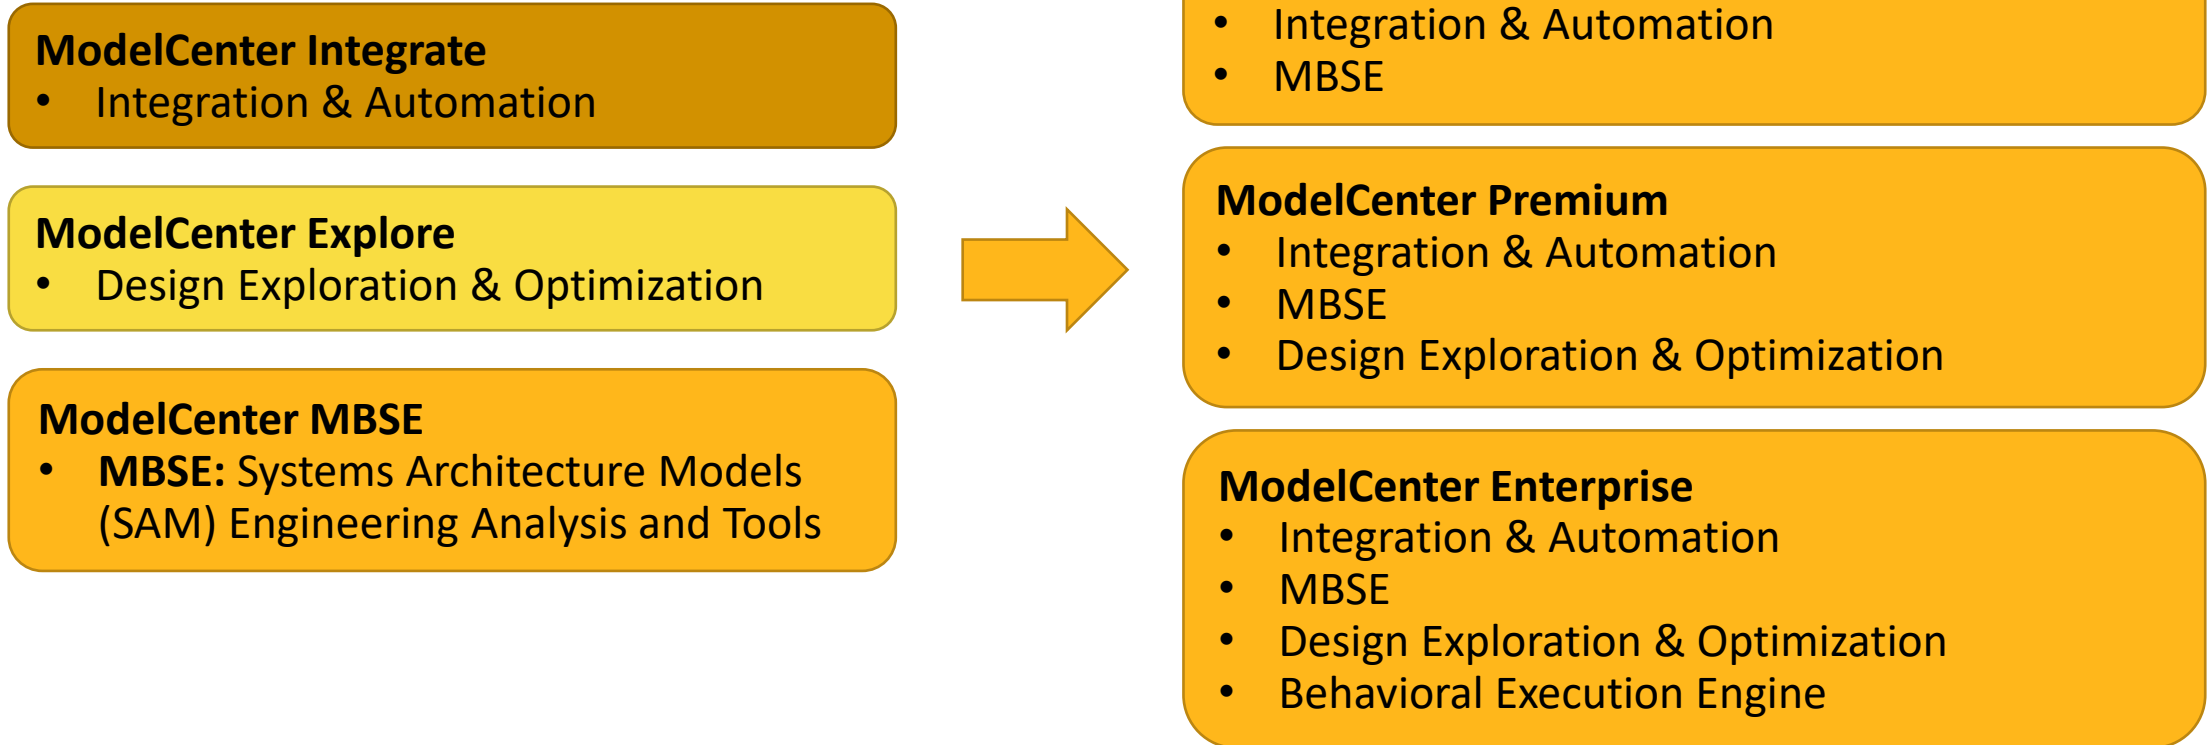 ModelCenter Integrate
• Integration & Automation
ModelCenter Explore
• Design Exploration & Optimization
ModelCenter MBSE
• MBSE: Systems Architecture Models
(SAM) Engineering Analysis and Tools
• Integration & Automation
• MBSE
ModelCenter Premium
• Integration & Automation
• MBSE
• Design Exploration & Optimization
ModelCenter Enterprise
• Integration & Automation
• MBSE
• Design Exploration & Optimization
• Behavioral Execution Engine